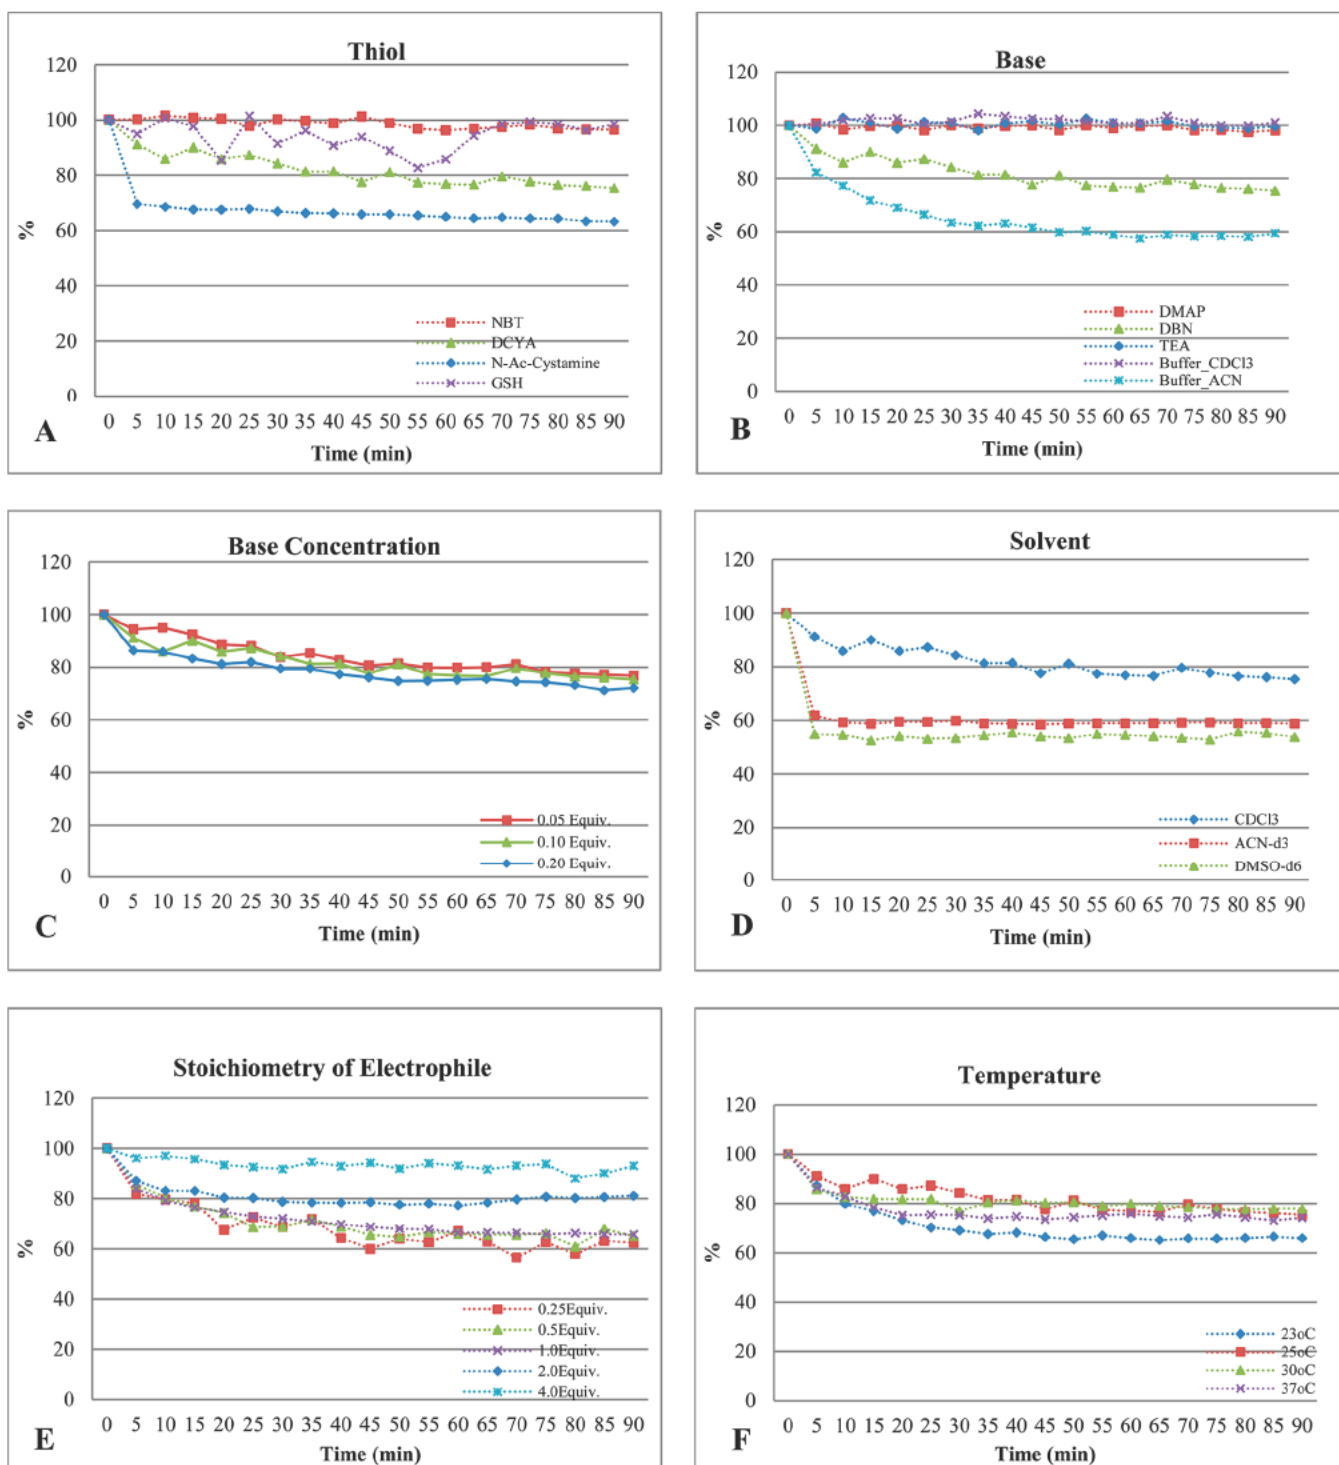 Thiol
120
100
80
60
40
20
0
%
NBT
DCYA
N-Ac-Cystamine
GSH
0 5 10 15 20 25 30 35 40 45 50 55 60 65 70 75 80 85 90
Time (min)
A
Base
120
100
80
60
40
20
0
%
DMAP
DBN
TEA
Buffer_CDCl3
Buffer_ACN
0 5 10 15 20 25 30 35 40 45 50 55 60 65 70 75 80 85 90
Time (min)
B
Base Concentration
120
100
80
60
40
20
0
%
0.05 Equiv.
0.10 Equiv.
0.20 Equiv.
0 5 10 15 20 25 30 35 40 45 50 55 60 65 70 75 80 85 90
Time (min)
C
Solvent
120
100
80
60
40
20
0
%
CDCl3
ACN-d3
DMSO-d6
0 5 10 15 20 25 30 35 40 45 50 55 60 65 70 75 80 85 90
Time (min)
D
Stoichiometry of Electrophile
120
100
80
60
40
20
0
%
0.25Equiv.
0.5Equiv.
1.0Equiv.
2.0Equiv.
4.0Equiv.
0 5 10 15 20 25 30 35 40 45 50 55 60 65 70 75 80 85 90
Time (min)
E
Temperature
120
100
80
60
40
20
0
%
23oC
25oC
30oC
37oC
0 5 10 15 20 25 30 35 40 45 50 55 60 65 70 75 80 85 90
Time (min)
F